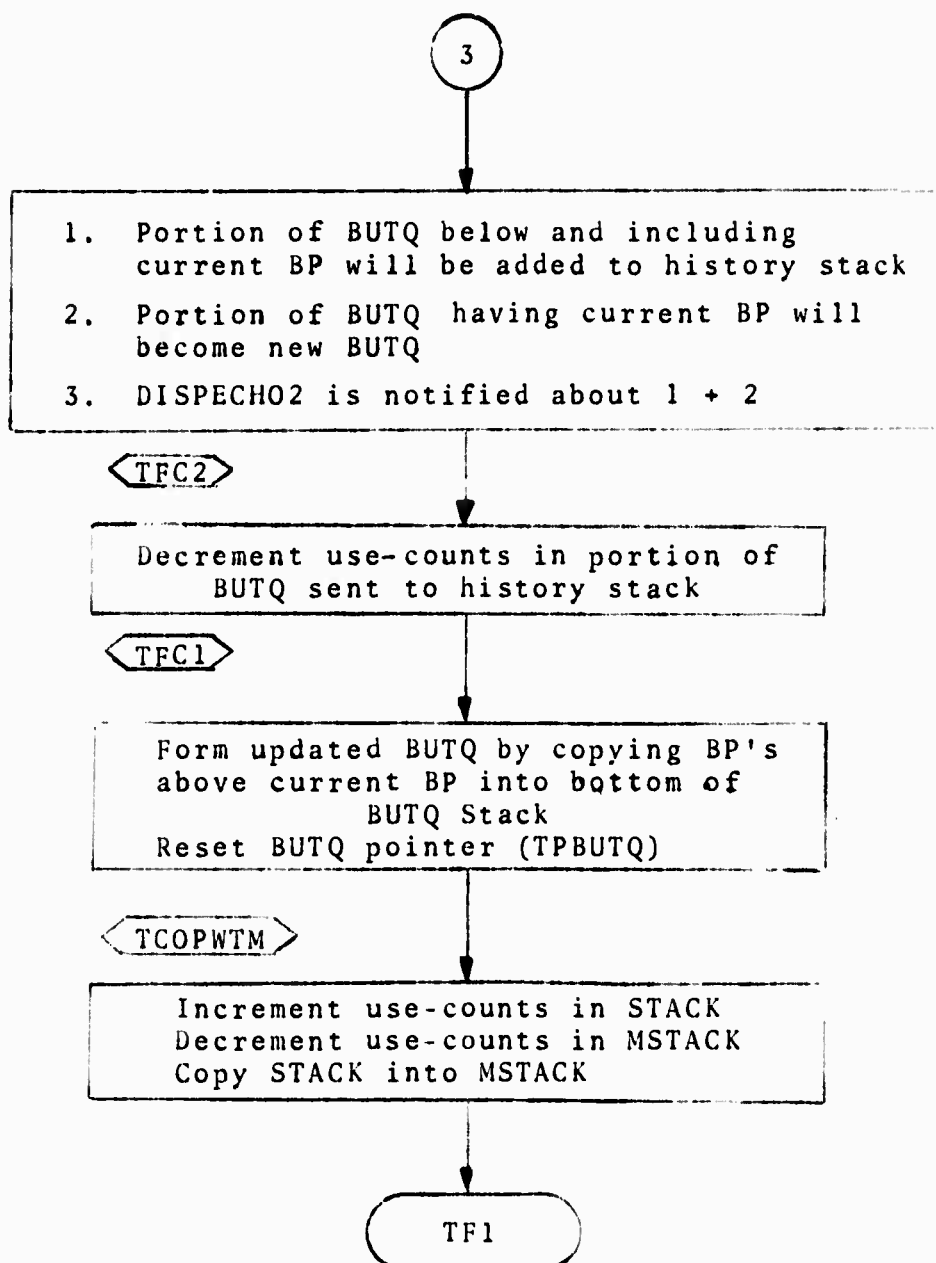 3
1. Portion of BUTQ below and including
current BP will be added to history stack
2. Portion of BUTQ having current BP will
become new BUTQ
3. DISPECHO2 is notified about 1 + 2
TFC2
Decrement use-counts in portion of
BUTQ sent to history stack
TFC1
Form updated BUTQ by copying BP's
above current BP into bottom of
BUTQ Stack
Reset BUTQ pointer (TPBUTQ)
TCOPWTM
Increment use-counts in STACK
Decrement use-counts in MSTACK
Copy STACK into MSTACK
TF1